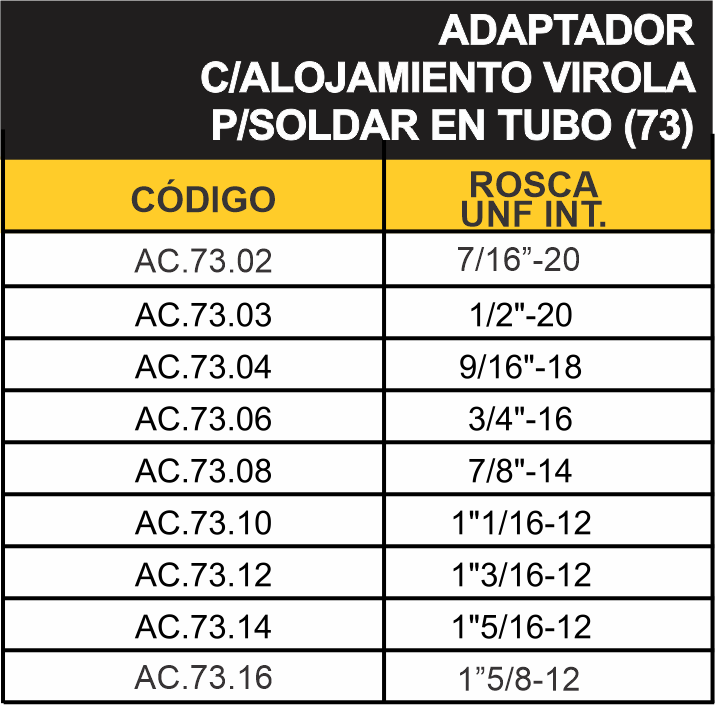 ADAPTADOR
C/ALOJAMIENTO VIROLA
P/SOLDAR EN TUBO (73)
CÓDIGO ROSCA UNF INT.
AC.73.02 7/16”-20
AC.73.03 1/2"-20
AC.73.04 9/16"-18
AC.73.06 3/4"-16
AC.73.08 7/8"-14
AC.73.10 1"1/16-12
AC.73.12 1"3/16-12
AC.73.14 1"5/16-12
AC.73.16 1”5/8-12